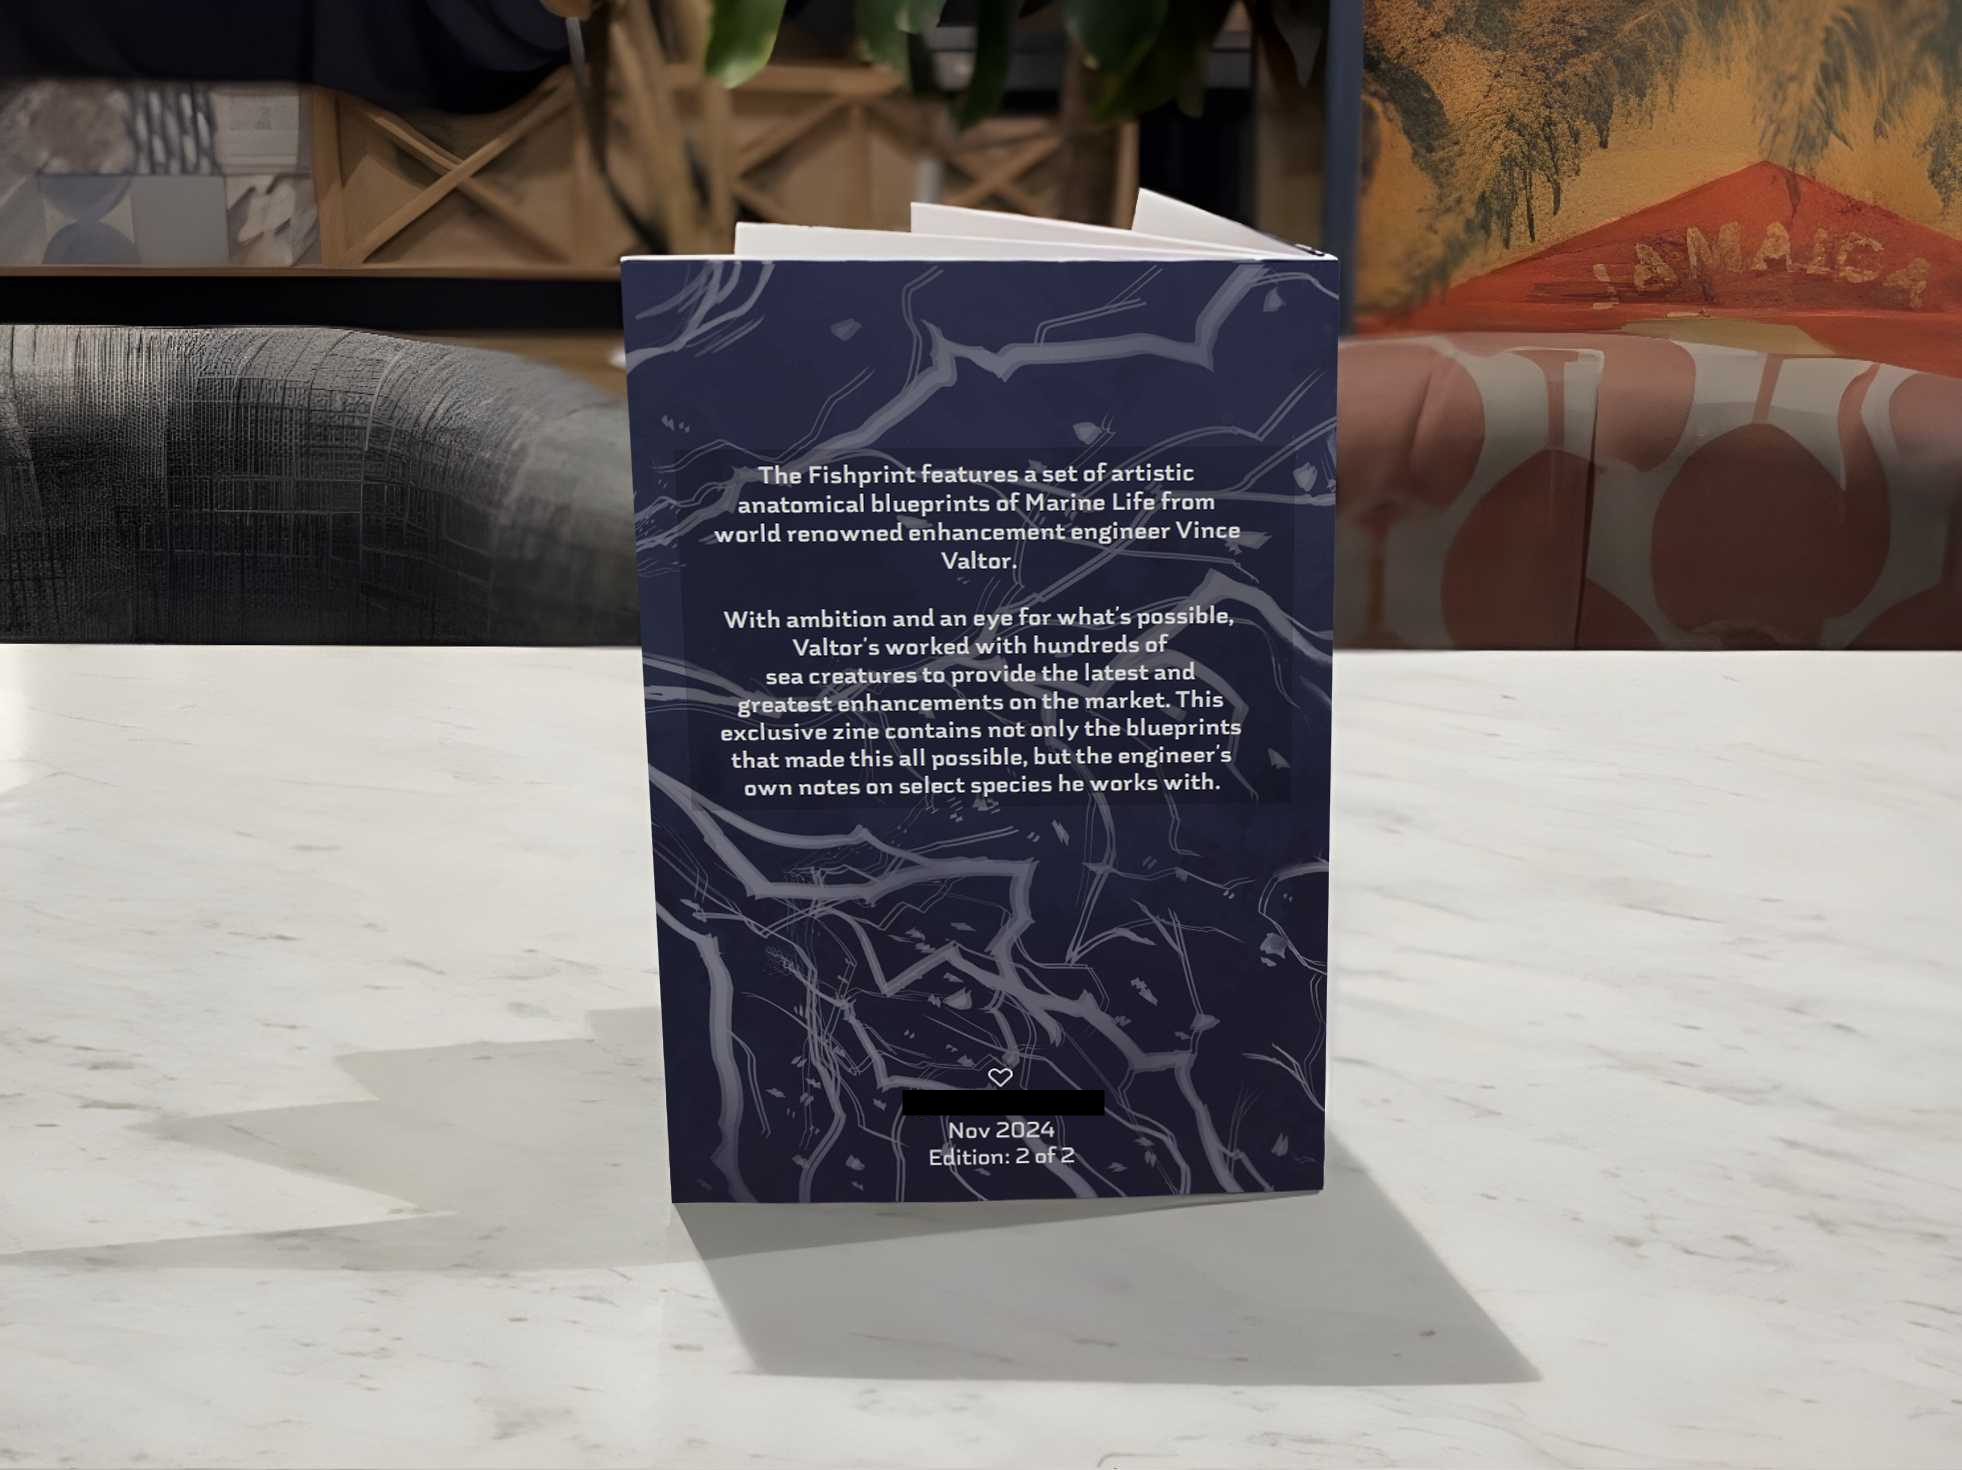 JAMAICA
The Fishprint features a set of artistic
anatomical blueprints of Marine Life from
world renowned enhancement engineer Vince
Valtor.
With ambition and an eye for what's possible,
Valtor's worked with hundreds of
sea creatures to provide the latest and
greatest enhancements on the market. This
exclusive zine contains not only the blueprints
that made this all possible, but the engineer's
own notes on select species he works with.
Nov 2024
Edition: 2 of 2